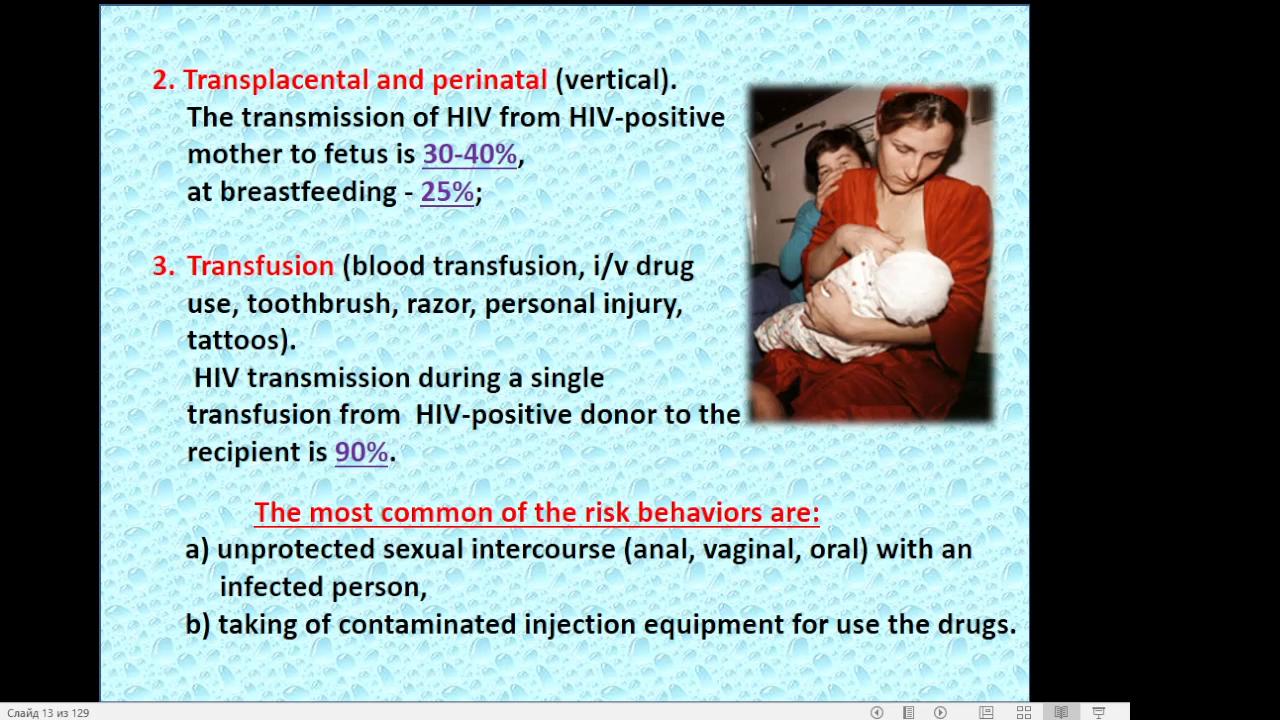 2. Transplacental and perinatal (vertical).
The transmission of HIV from HIV-positive
mother to fetus is 30-40%,
at breastfeeding - 25%;
3. Transfusion (blood transfusion, i/v drug
use, toothbrush, razor, personal injury,
tattoos).
HIV transmission during a single
transfusion from HIV-positive donor to the
recipient is 90%.
The most common of the risk behaviors are:
a) unprotected sexual intercourse (anal, vaginal, oral) with an
infected person,
b) taking of contaminated injection equipment for use the drugs.
Слайд 13 из 129